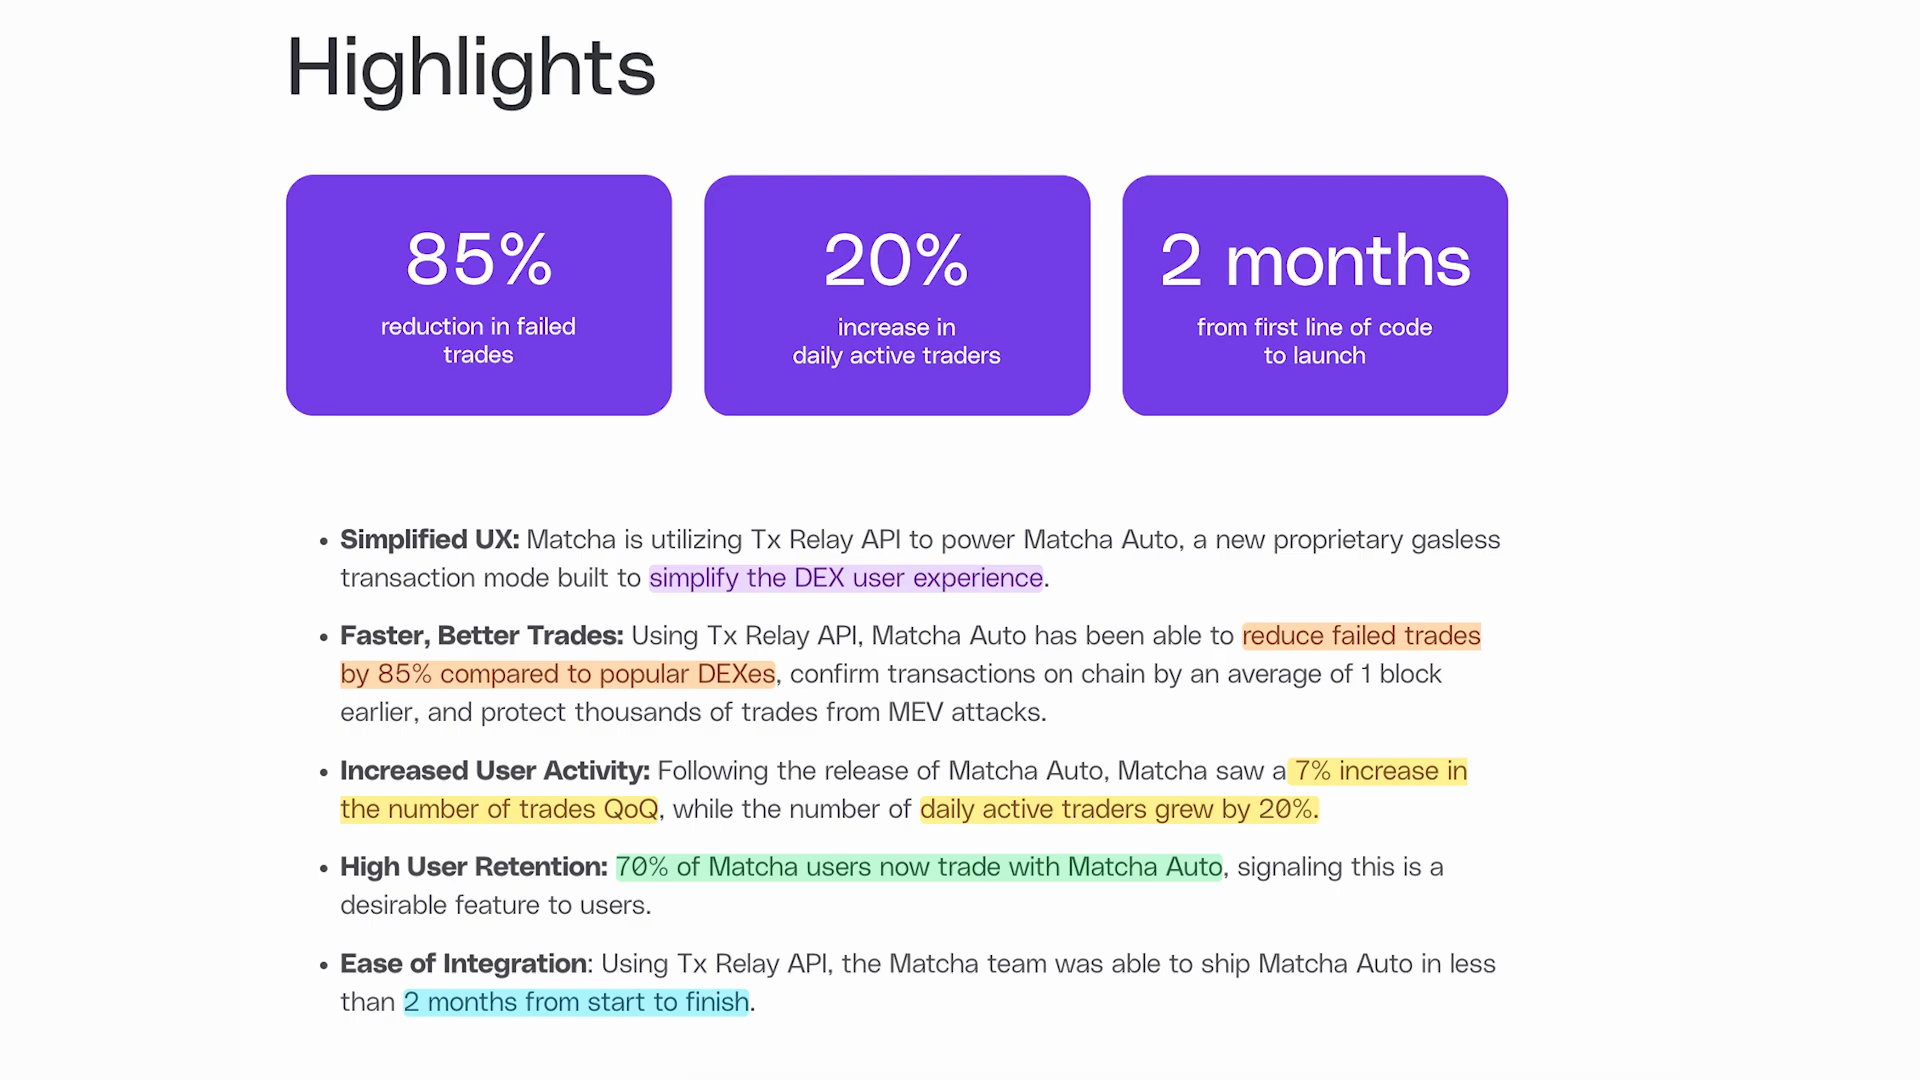 Highlights
85%
reduction in failed
trades
20%
increase in
daily active traders
2 months
from first line of code
to launch
• Simplified UX: Matcha is utilizing Tx Relay API to power Matcha Auto, a new proprietary gasless
transaction mode built to simplify the DEX user experience.
• Faster, Better Trades: Using Tx Relay API, Matcha Auto has been able to reduce failed trades
by 85% compared to popular DEXes, confirm transactions on chain by an average of 1 block
earlier, and protect thousands of trades from MEV attacks.
• Increased User Activity: Following the release of Matcha Auto, Matcha saw a 7% increase in
the number of trades QoQ, while the number of daily active traders grew by 20%.
• High User Retention: 70% of Matcha users now trade with Matcha Auto, signaling this is a
desirable feature to users.
• Ease of Integration: Using Tx Relay API, the Matcha team was able to ship Matcha Auto in less
than 2 months from start to finish.